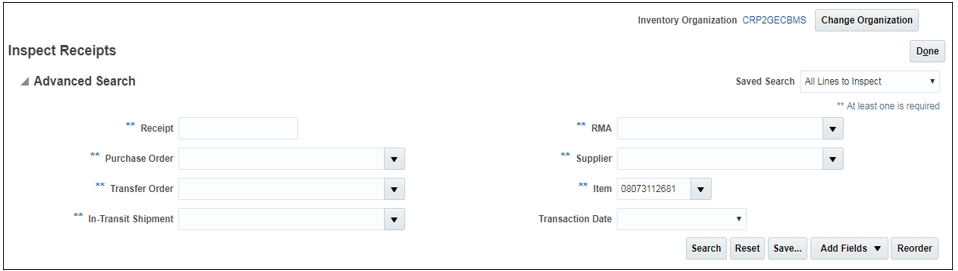 Inventory Organization CRP2GECBMS Change Organization
Inspect Receipts Done
Advanced Search Saved Search All Lines to Inspect
** At least one is required
** Receipt ** RMA
** Purchase Order ** Supplier
** Transfer Order ** Item 08073112681
** In-Transit Shipment Transaction Date
Search Reset Save... Add Fields Reorder